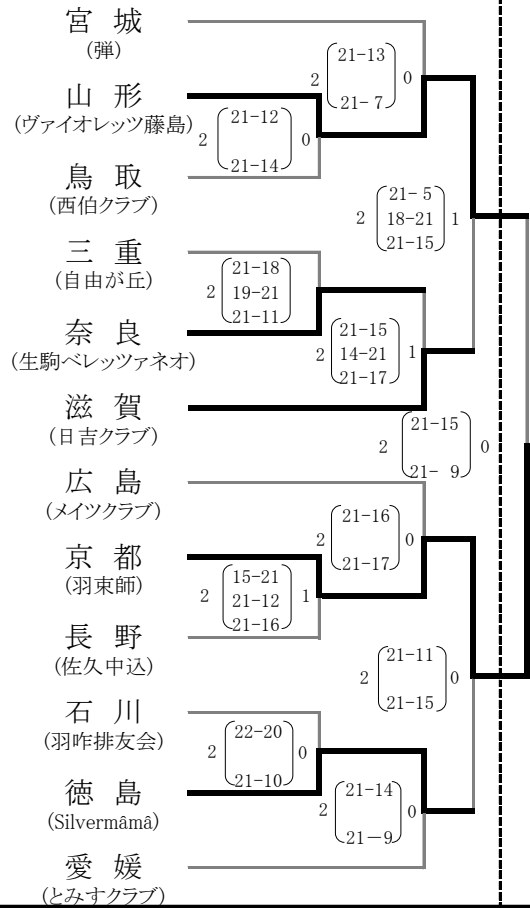 宮 城
(弾)
21-13
2 0
21- 7
山 形
(ヴァイオレッツ藤島)
21-12
2 0
21-14
鳥 取
(西伯クラブ)
21- 5
2 18-21 1
21-15
三 重
(自由が丘)
21-18
2 19-21
21-11
奈 良
(生駒ベレッツァネオ)
21-15
2 14-21 1
21-17
滋 賀
(日吉クラブ)
21-15
2 0
21- 9
広 島
(メイツクラブ)
21-16
2 0
21-17
京 都
(羽束師)
15-21
2 21-12 1
21-16
長 野
(佐久中込)
21-11
2 0
21-15
石 川
(羽咋排友会)
22-20
2 0
21-10
徳 島
(Silvermâmâ)
21-14
2 0
21-9
愛 媛
(とみすクラブ)